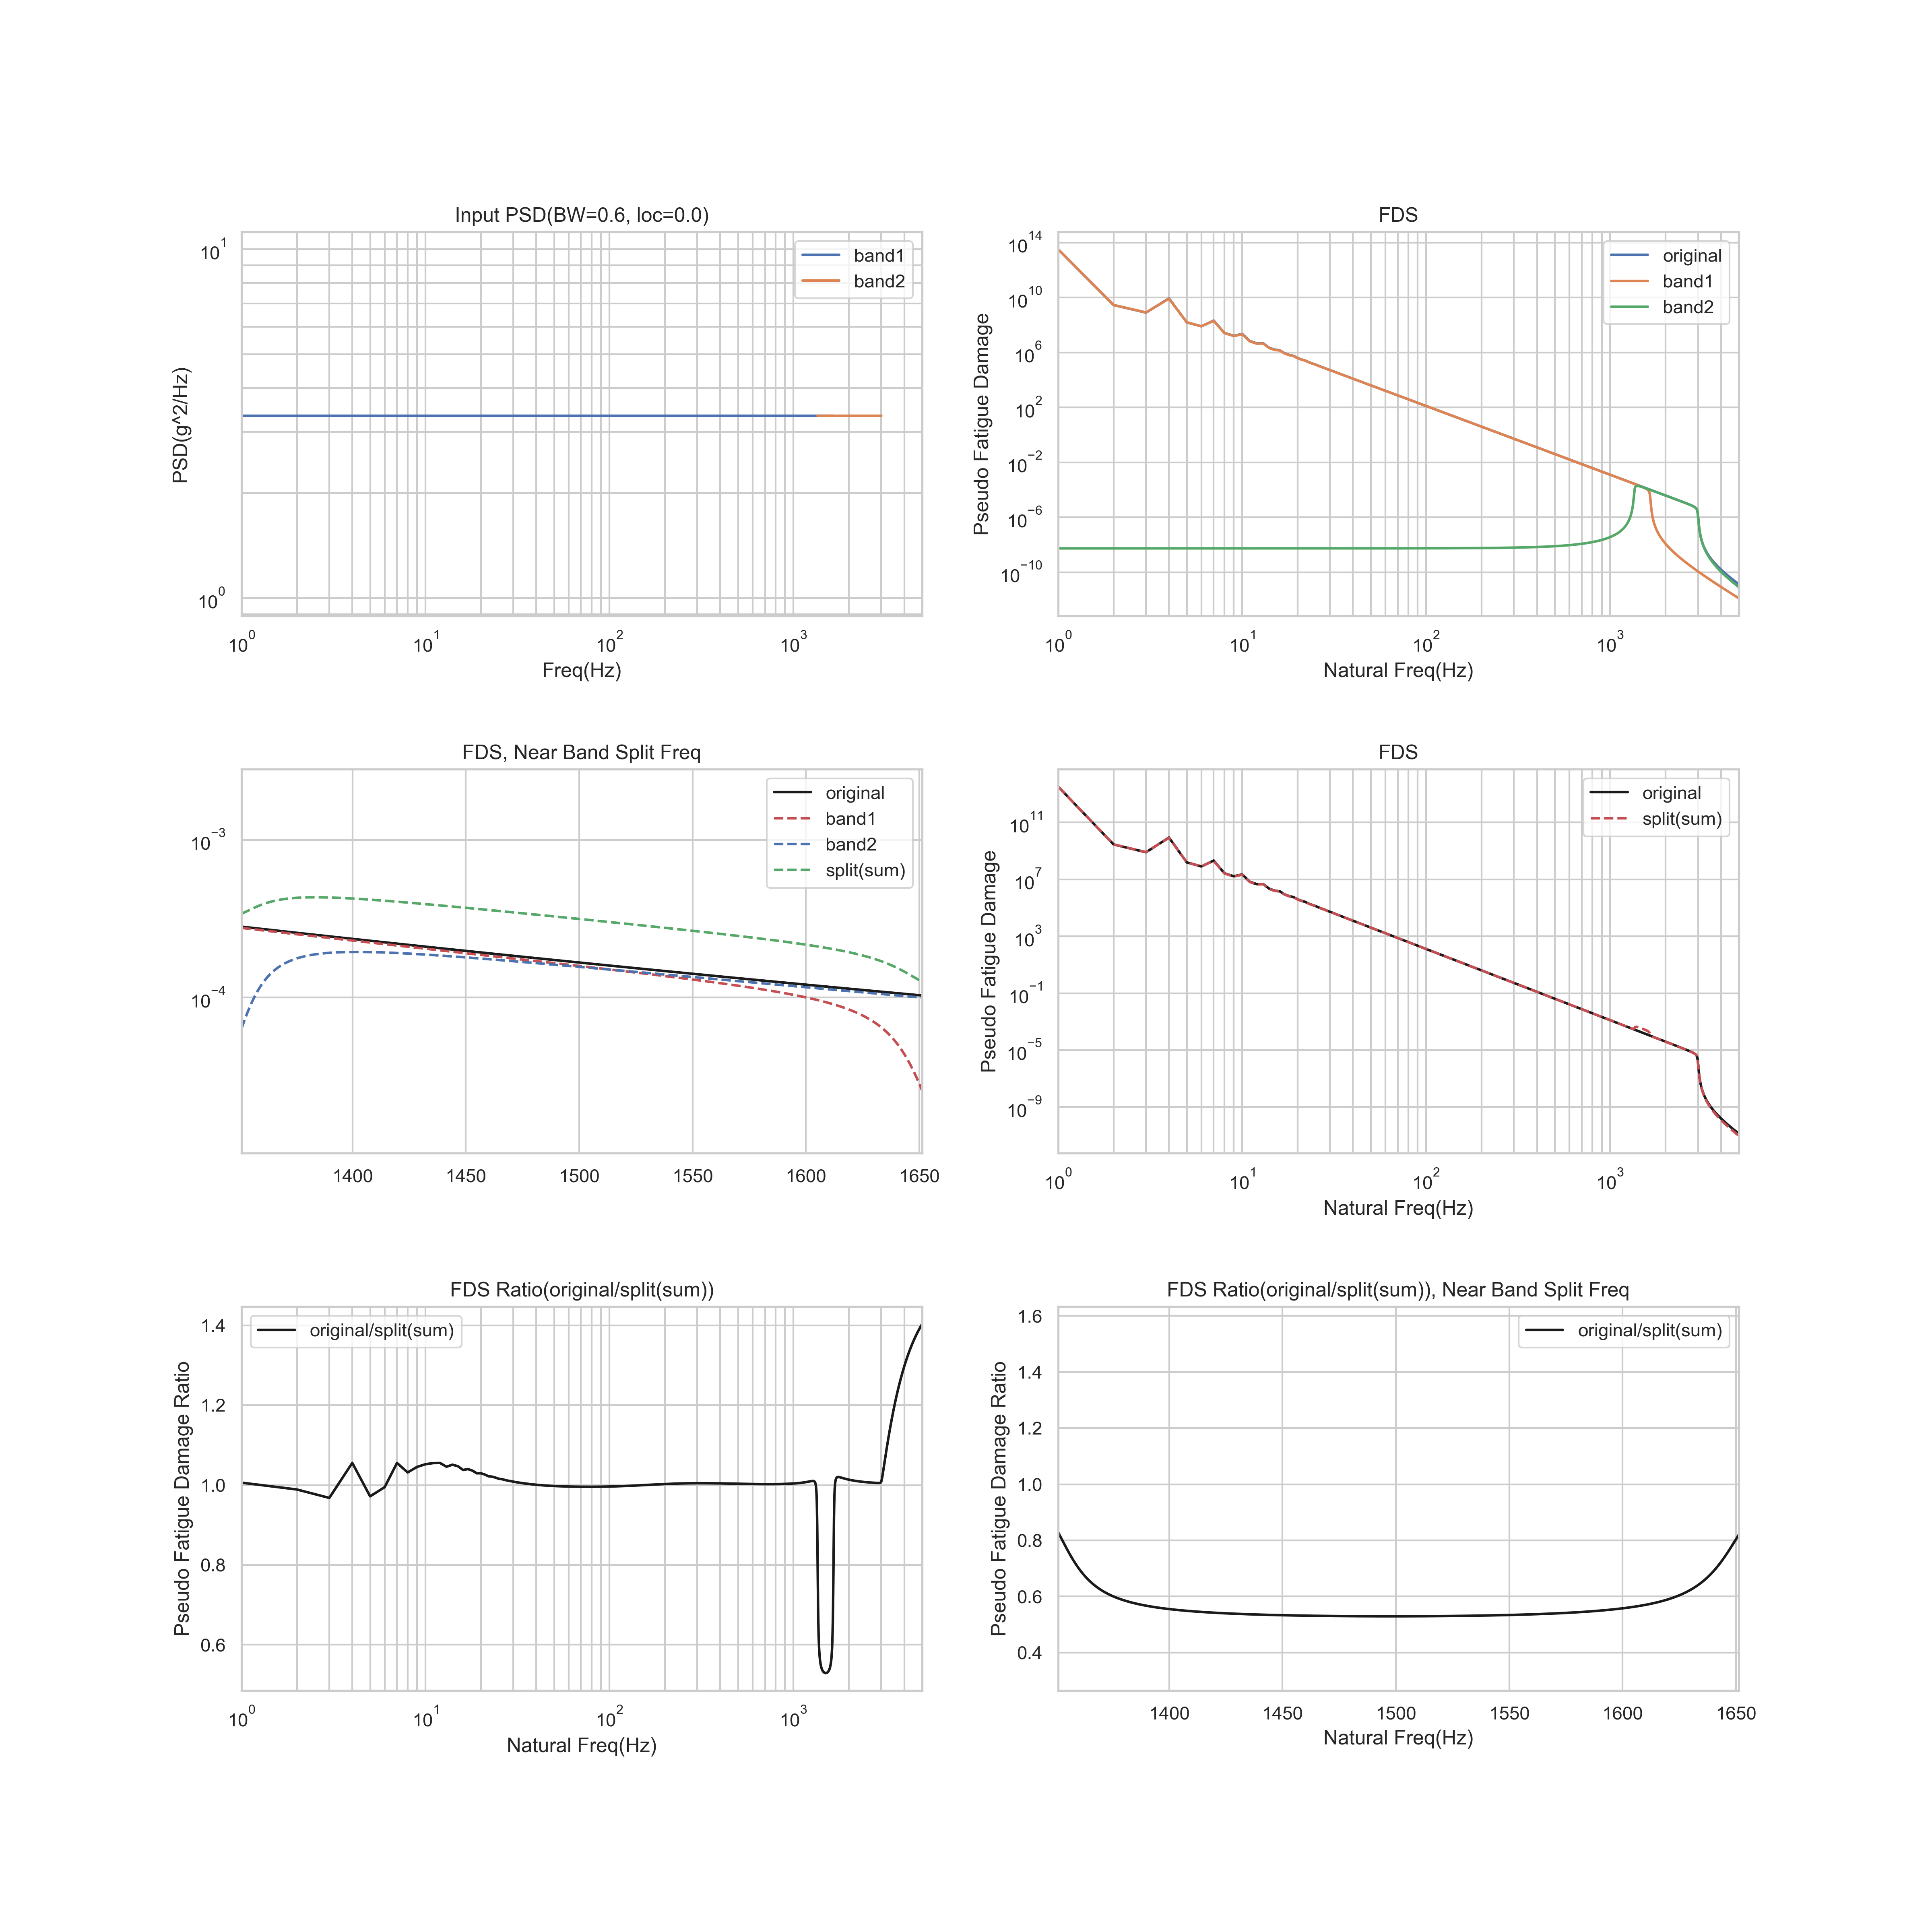 Input PSD(BW=0.6, loc=0.0)
PSD(g^2/Hz)
10^1
10^0
band1
band2
10^0 10^1 10^2 10^3
Freq(Hz)
FDS
Pseudo Fatigue Damage
10^14
10^10
10^6
10^2
10^−2
10^−6
10^−10
original
band1
band2
10^0 10^1 10^2 10^3
Natural Freq(Hz)
FDS, Near Band Split Freq
10^−3
10^−4
original
band1
band2
split(sum)
1400 1450 1500 1550 1600 1650
FDS
Pseudo Fatigue Damage
10^11
10^7
10^3
10^−1
10^−5
10^−9
original
split(sum)
10^0 10^1 10^2 10^3
Natural Freq(Hz)
FDS Ratio(original/split(sum))
Pseudo Fatigue Damage Ratio
1.4
1.2
1.0
0.8
0.6
original/split(sum)
10^0 10^1 10^2 10^3
Natural Freq(Hz)
FDS Ratio(original/split(sum)), Near Band Split Freq
Pseudo Fatigue Damage Ratio
1.6
1.4
1.2
1.0
0.8
0.6
0.4
original/split(sum)
1400 1450 1500 1550 1600 1650
Natural Freq(Hz)